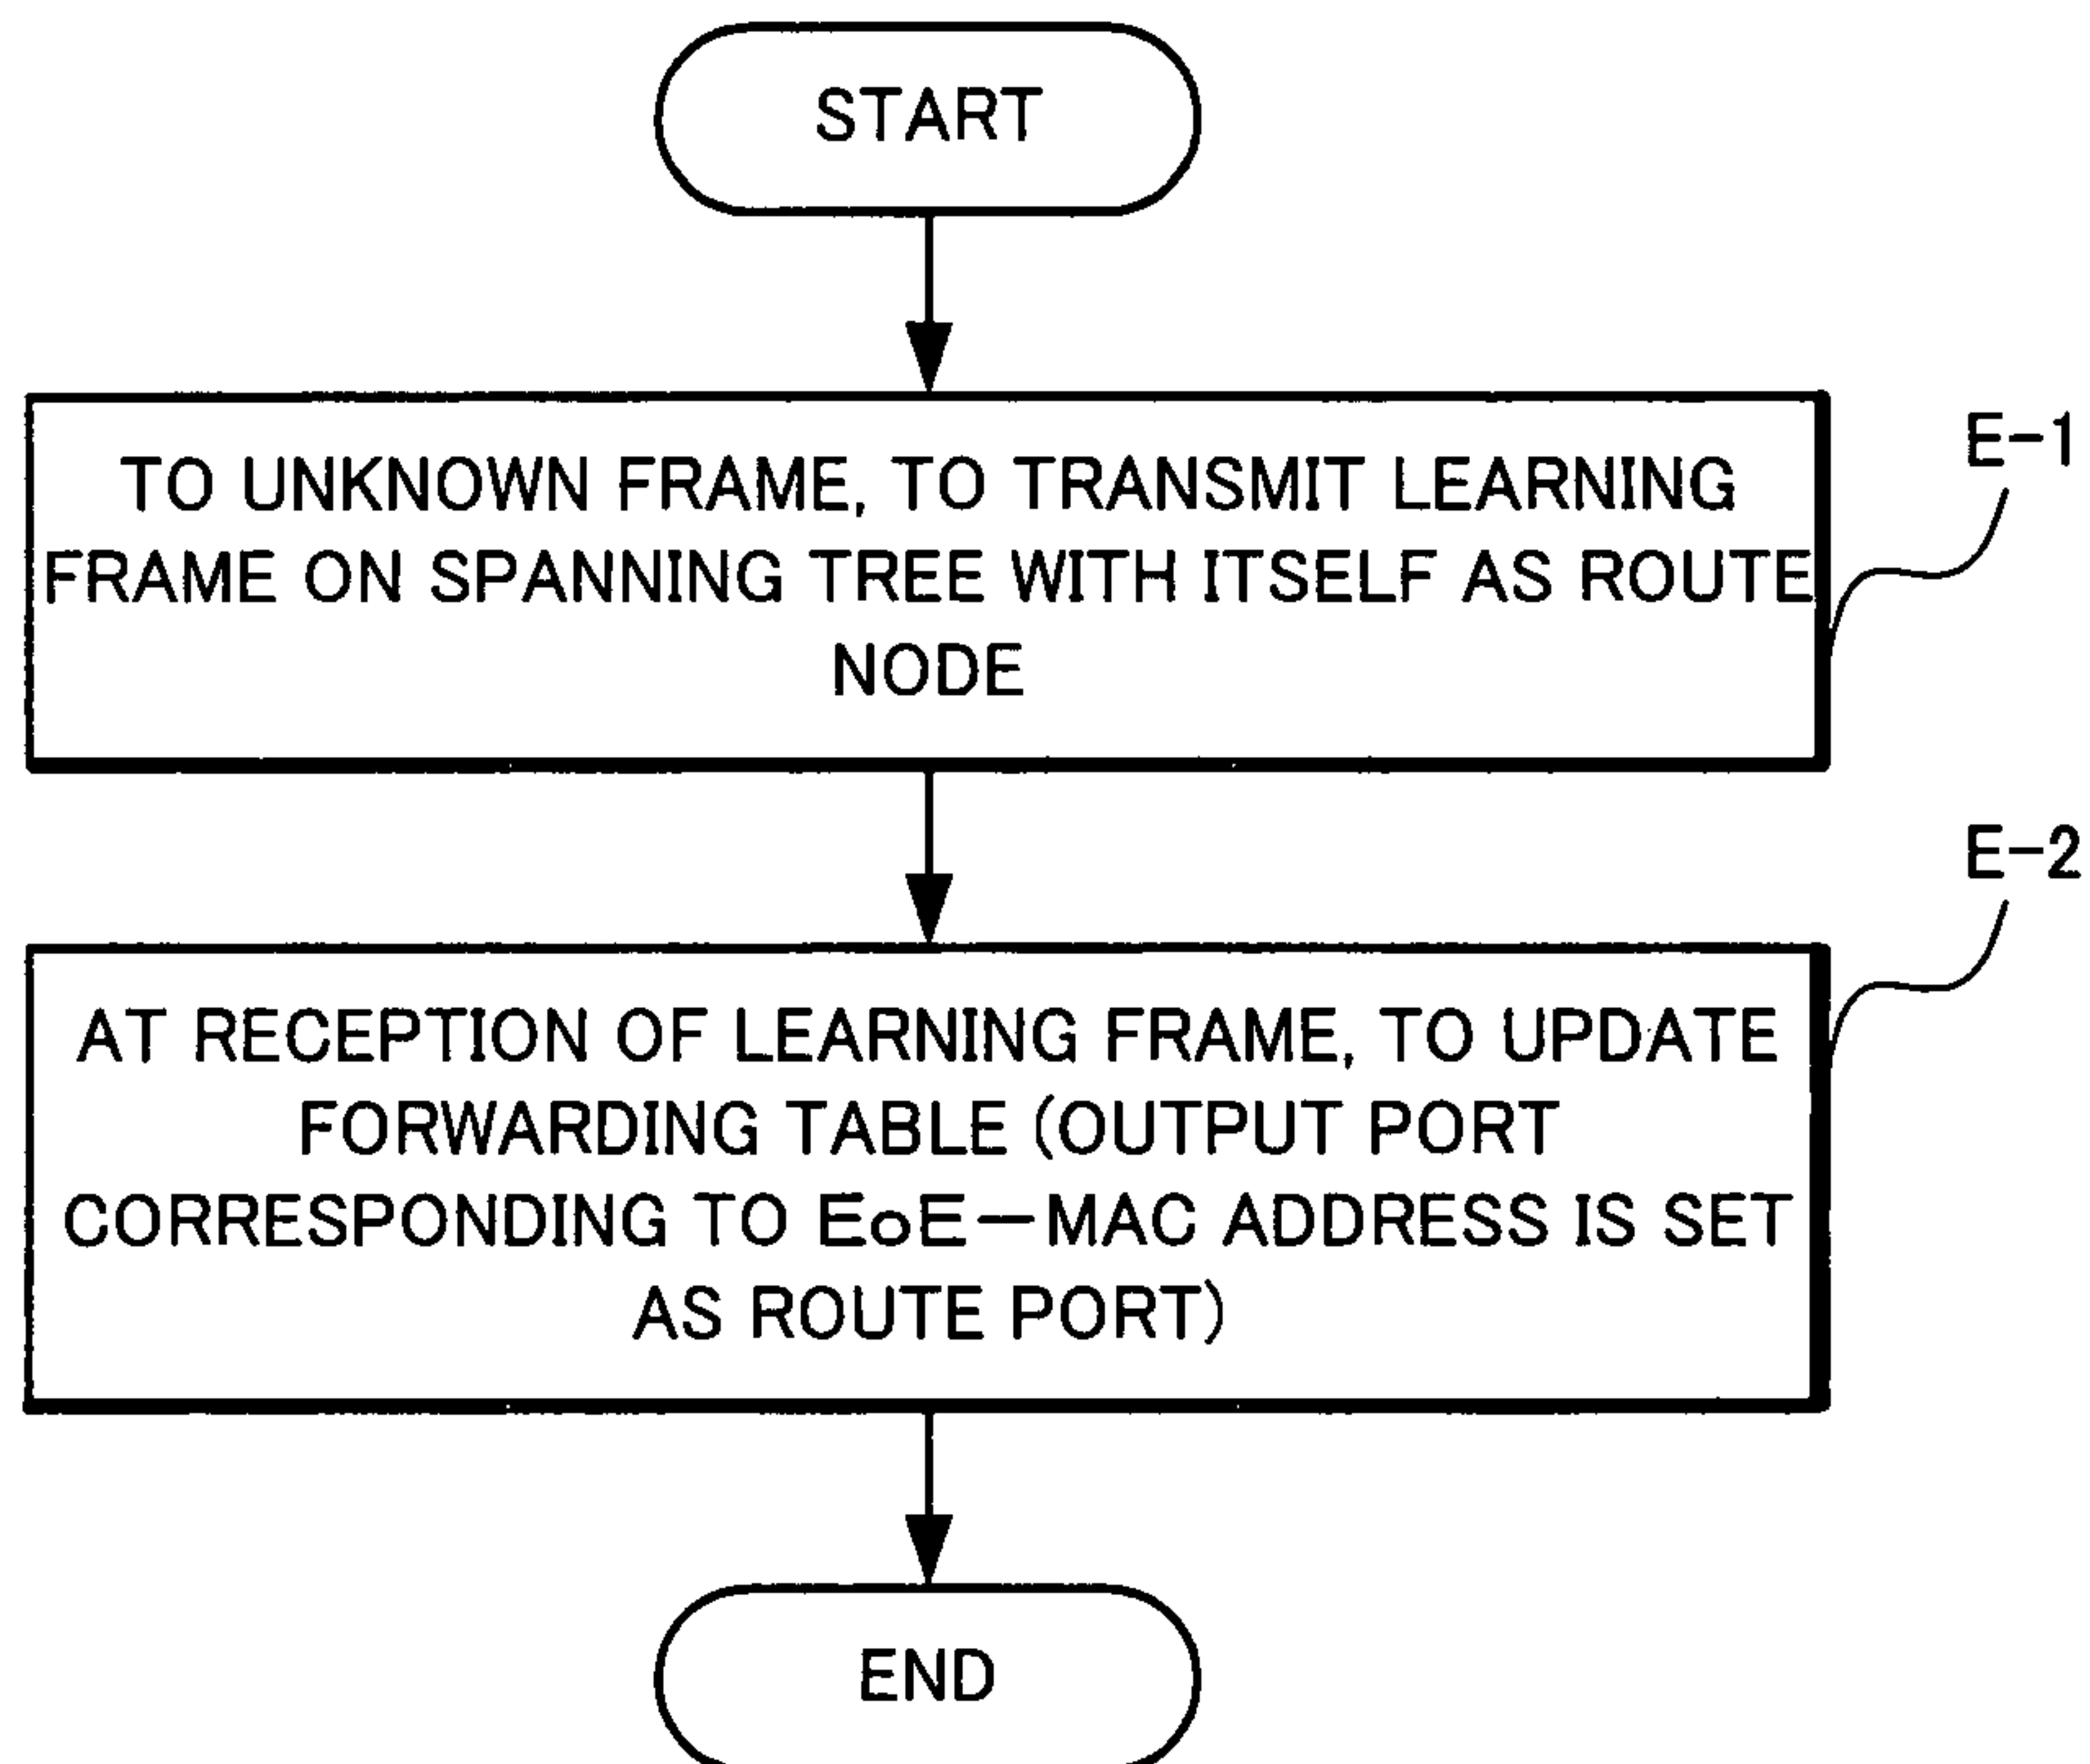 START
TO UNKNOWN FRAME, TO TRANSMIT LEARNING
FRAME ON SPANNING TREE WITH ITSELF AS ROUTE
NODE
E-1
AT RECEPTION OF LEARNING FRAME, TO UPDATE
FORWARDING TABLE (OUTPUT PORT
CORRESPONDING TO EoE-MAC ADDRESS IS SET
AS ROUTE PORT)
E-2
END